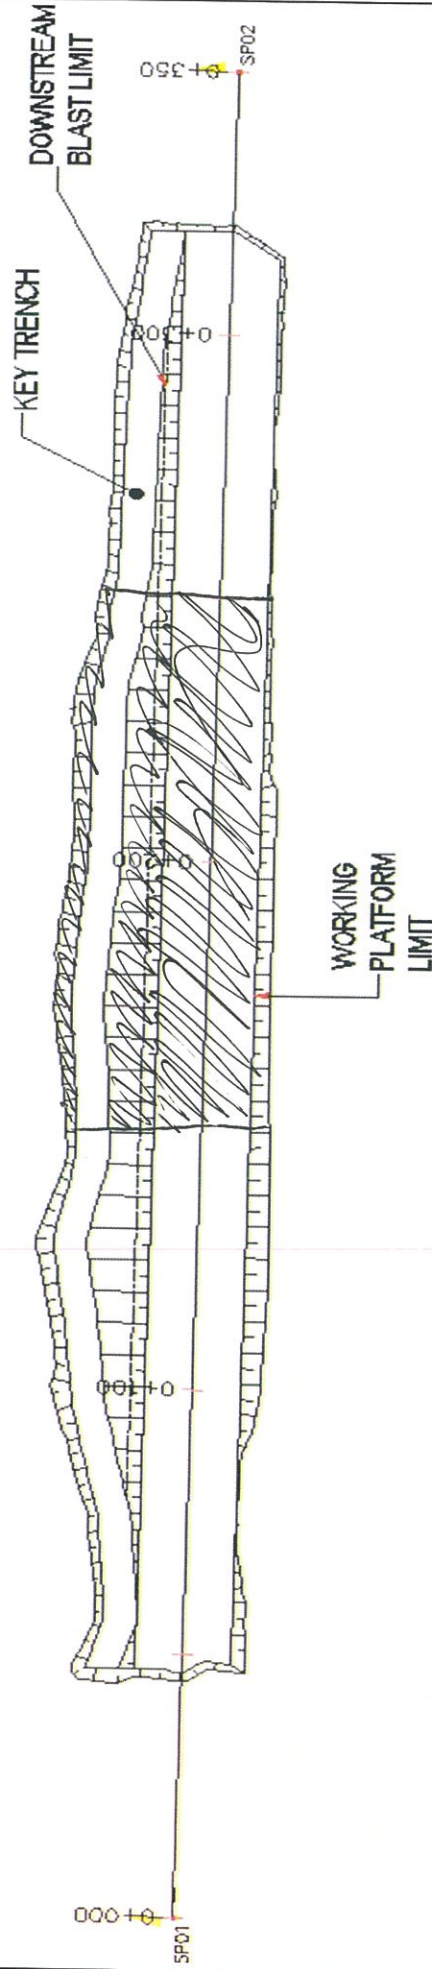 DOWNSTREAM
BLAST LIMIT
KEY TRENCH
0+350
SP02
0+300
0+200
WORKING
PLATFORM
LIMIT
0+100
0+000
SP01